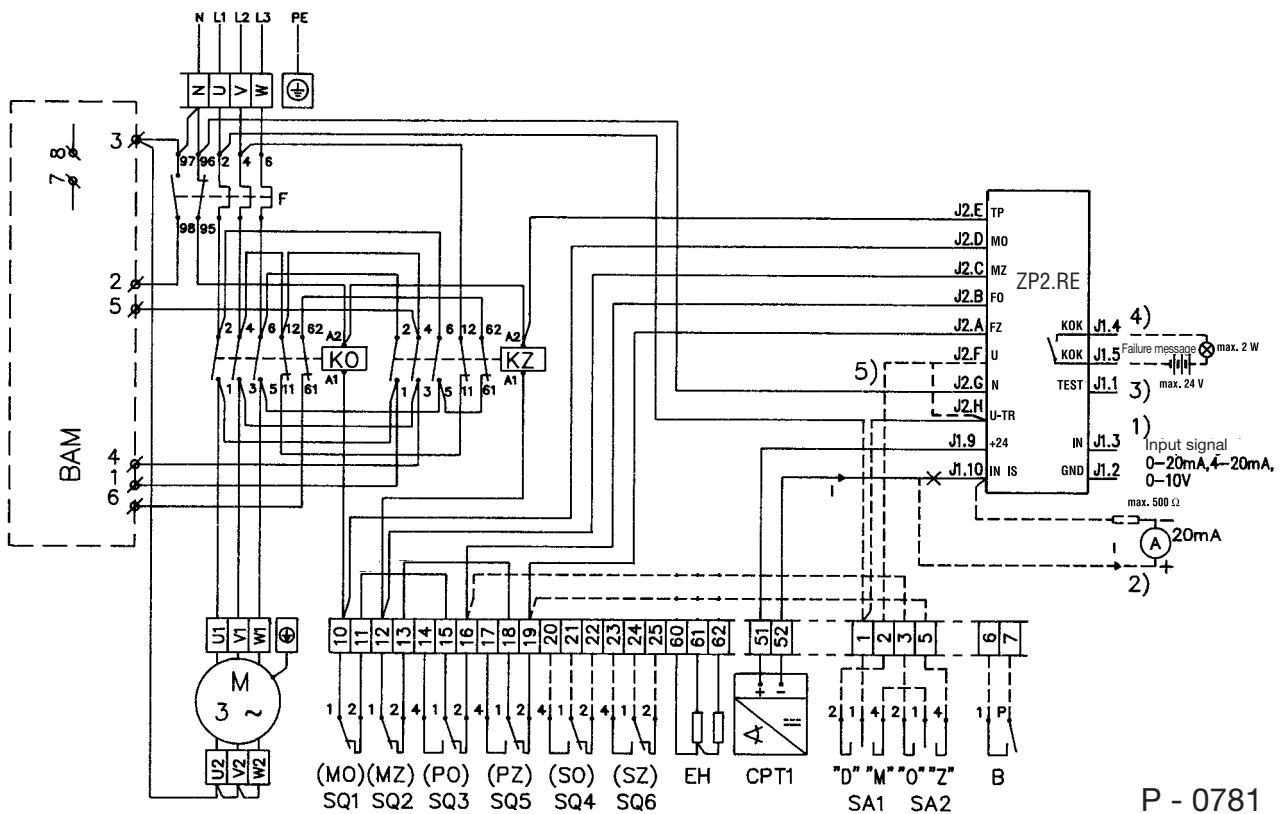 N L1 L2 L3 PE
N U V W
3
8
7
97 96 2 4 6
F
98 95
2
5
2 4 6 12 62
A2
KO
A1
1 3 5 11 61
2 4 6 12 62
A2
KZ
A1
1 3 5 11 61
BAM
4
1
6
J2.E TP
J2.D MO
J2.C MZ
J2.B FO
J2.A FZ
J2.F U
J2.G N
J2.H U-TR
J1.9 +24
J1.10 IN IS
ZP2.RE
KOK J1.4
KOK J1.5
TEST J1.1
IN J1.3
GND J1.2
4)
Failure message
max. 2 W
max. 24 V
3)
1)
Input signal
0-20mA,4-20mA,
0-10V
5)
I
max. 500 Ω
A 20mA
I
+
2)
U1 V1 W1
M
3 ~
U2 V2 W2
10 11 12 13 14 15 16 17 18 19 20 21 22 23 24 25 60 61 62
51 52
1 2 3 5
6 7
+ -
1 2 1 2 4 1 2 4 1 2 4 1 2 4 1 2
2 1 4 2 1 4
1 P
(MO) (MZ) (PO) (PZ) (SO) (SZ) EH CPT1 "D" "M" "O" "Z" B
SQ1 SQ2 SQ3 SQ5 SQ4 SQ6 SA1 SA2
P - 0781